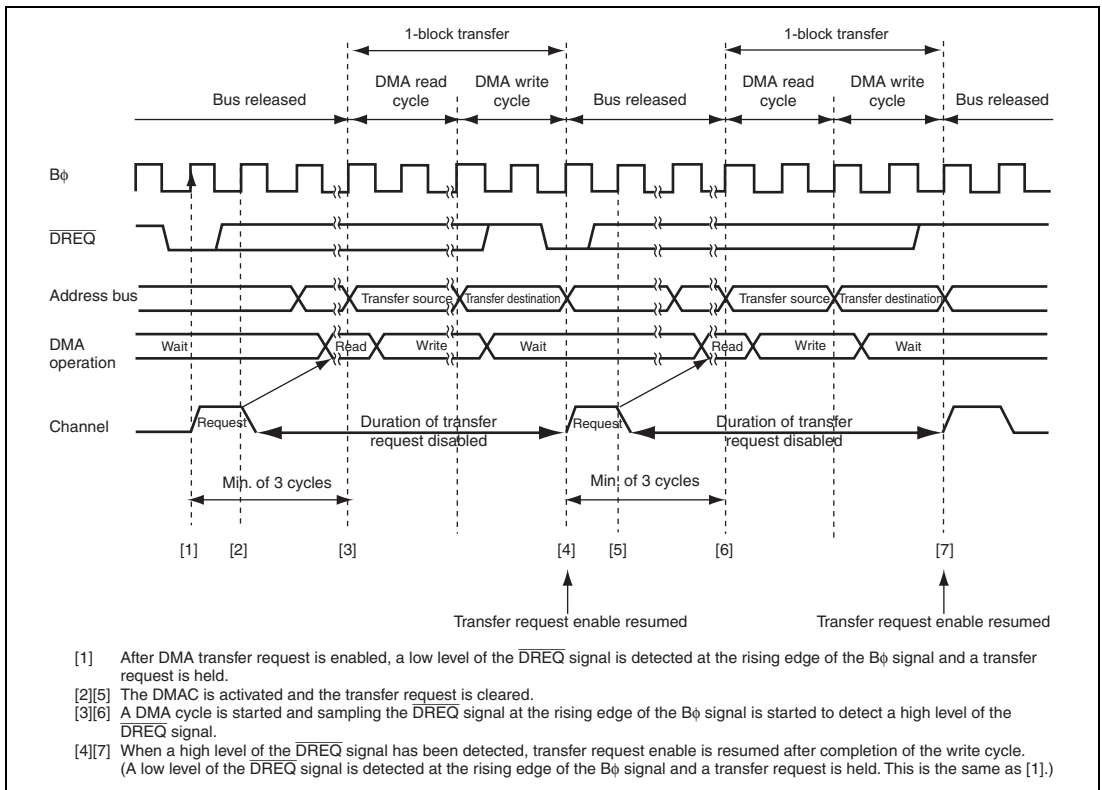 1-block transfer 1-block transfer
DMA read cycle DMA write cycle DMA read cycle DMA write cycle
Bus released Bus released Bus released
Bφ
DREQ
Address bus Transfer source Transfer destination Transfer source Transfer destination
DMA operation Wait Read Write Wait Read Write Wait
Channel Request Duration of transfer request disabled Request Duration of transfer request disabled
Min. of 3 cycles Min. of 3 cycles
[1] [2] [3] [4] [5] [6] [7]
Transfer request enable resumed Transfer request enable resumed
[1] After DMA transfer request is enabled, a low level of the DREQ signal is detected at the rising edge of the Bφ signal and a transfer
request is held.
[2][5] The DMAC is activated and the transfer request is cleared.
[3][6] A DMA cycle is started and sampling the DREQ signal at the rising edge of the Bφ signal is started to detect a high level of the
DREQ signal.
[4][7] When a high level of the DREQ signal has been detected, transfer request enable is resumed after completion of the write cycle.
(A low level of the DREQ signal is detected at the rising edge of the Bφ signal and a transfer request is held. This is the same as [1].)